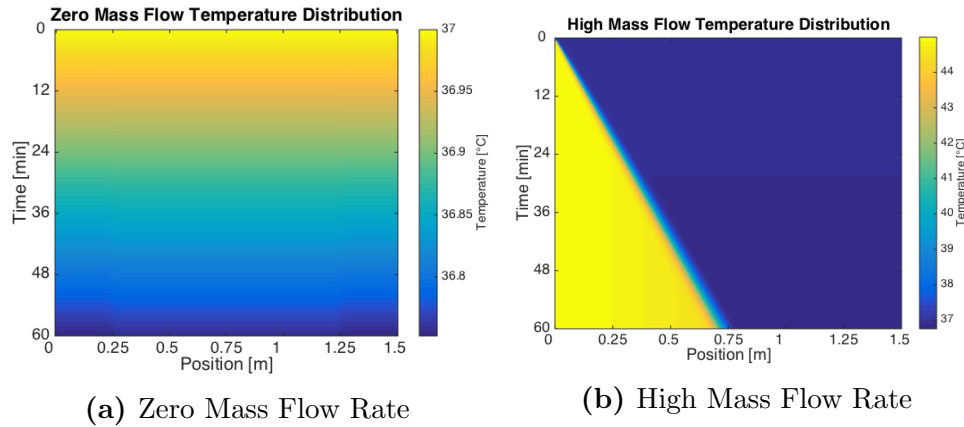 Zero Mass Flow Temperature Distribution
0
12
24
36
48
60
Time [min]
0 0.25 0.5 0.75 1 1.25 1.5
Position [m]
37
36.95
36.9
36.85
36.8
Temperature [°C]
(a) Zero Mass Flow Rate
High Mass Flow Temperature Distribution
0
12
24
36
48
60
Time [min]
0 0.25 0.5 0.75 1 1.25 1.5
Position [m]
44
43
42
41
40
39
38
37
Temperature [°C]
(b) High Mass Flow Rate